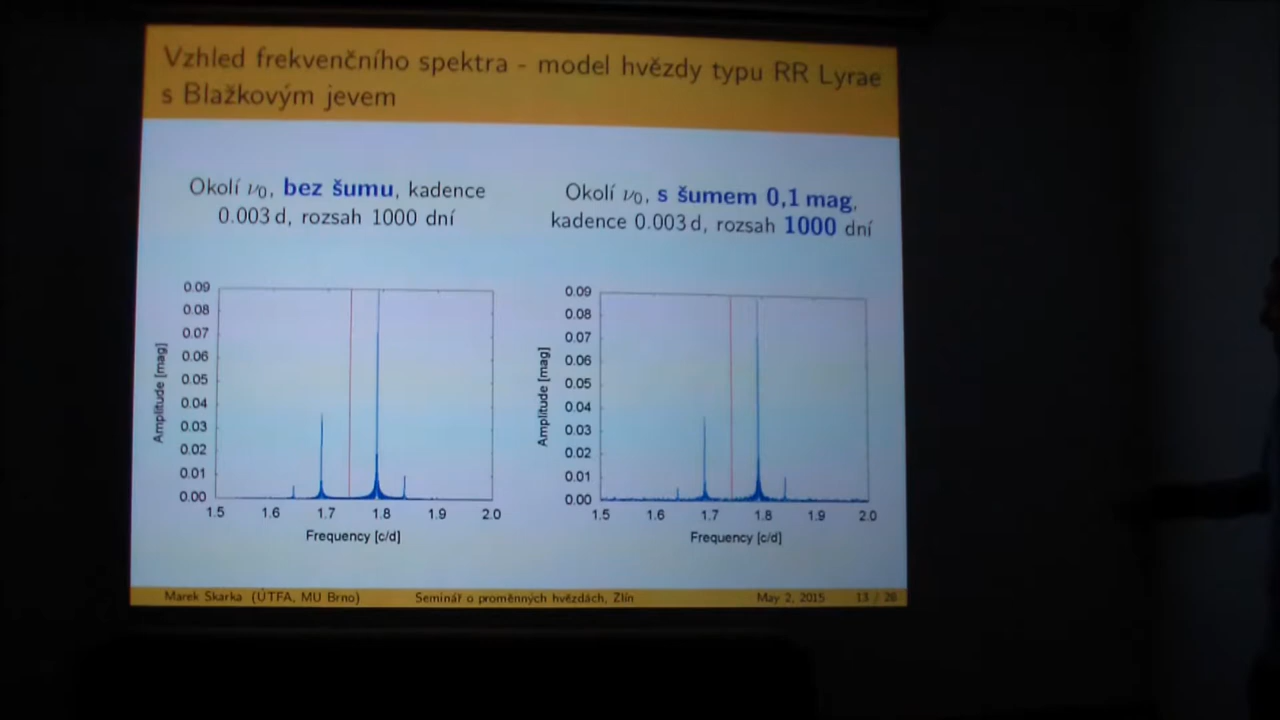 Vzhled frekvenčního spektra - model hvězdy typu RR Lyrae
s Blažkovým jevem
Okolí ν0, bez šumu, kadence
0.003 d, rozsah 1000 dní
Okolí ν0, s šumem 0,1 mag,
kadence 0.003 d, rozsah 1000 dní
0.09
0.08
0.07
0.06
0.05
0.04
0.03
0.02
0.01
0.00
Amplitude [mag]
1.5 1.6 1.7 1.8 1.9 2.0
Frequency [c/d]
0.09
0.08
0.07
0.06
0.05
0.04
0.03
0.02
0.01
0.00
Amplitude [mag]
1.5 1.6 1.7 1.8 1.9 2.0
Frequency [c/d]
Marek Skarka (ÚTFA, MU Brno) Seminář o proměnných hvězdách, Zlín May 2, 2015 13 / 26